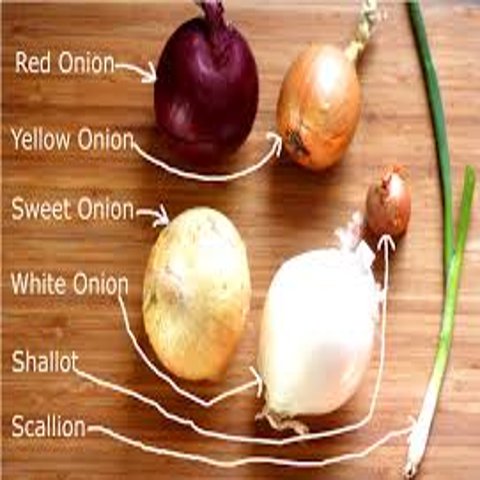 Red Onion
Yellow Onion
Sweet Onion
White Onion
Shallot
Scallion